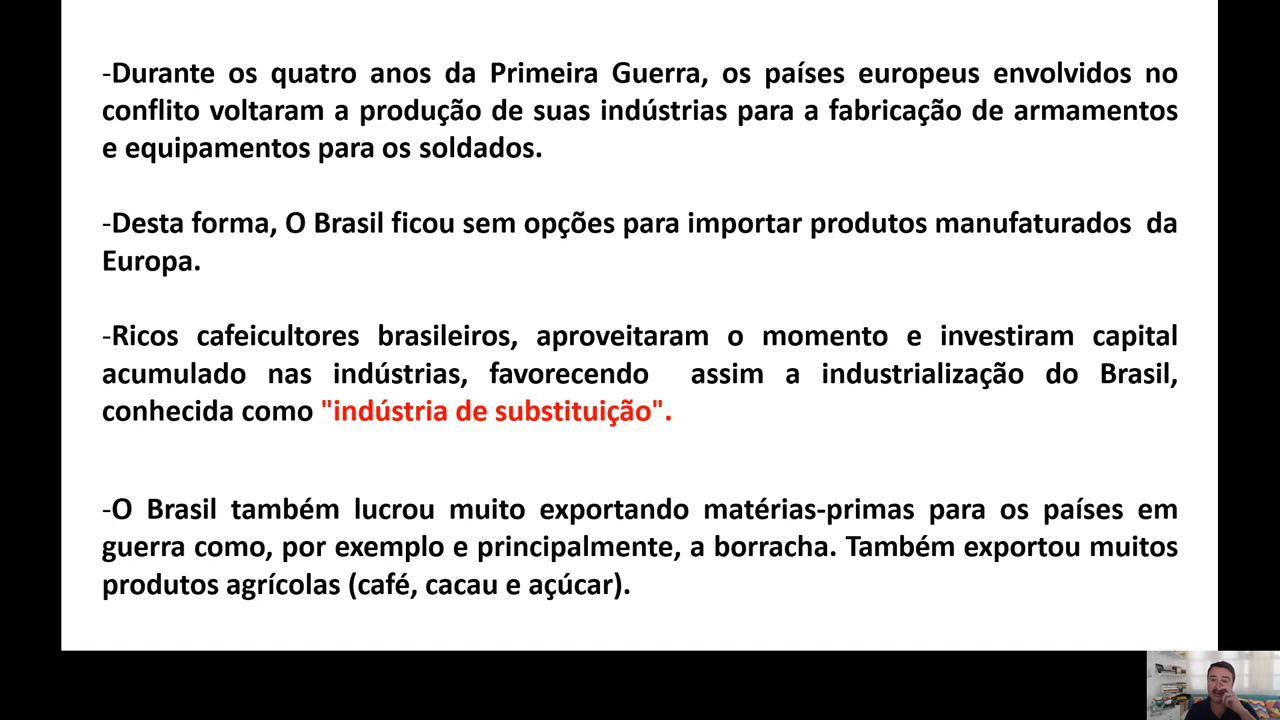 -Durante os quatro anos da Primeira Guerra, os países europeus envolvidos no
conflito voltaram a produção de suas indústrias para a fabricação de armamentos
e equipamentos para os soldados.
-Desta forma, O Brasil ficou sem opções para importar produtos manufaturados  da
Europa.
-Ricos cafeicultores brasileiros, aproveitaram o momento e investiram capital
acumulado nas indústrias, favorecendo  assim a industrialização do Brasil,
conhecida como "indústria de substituição".
-O Brasil também lucrou muito exportando matérias-primas para os países em
guerra como, por exemplo e principalmente, a borracha. Também exportou muitos
produtos agrícolas (café, cacau e açúcar).